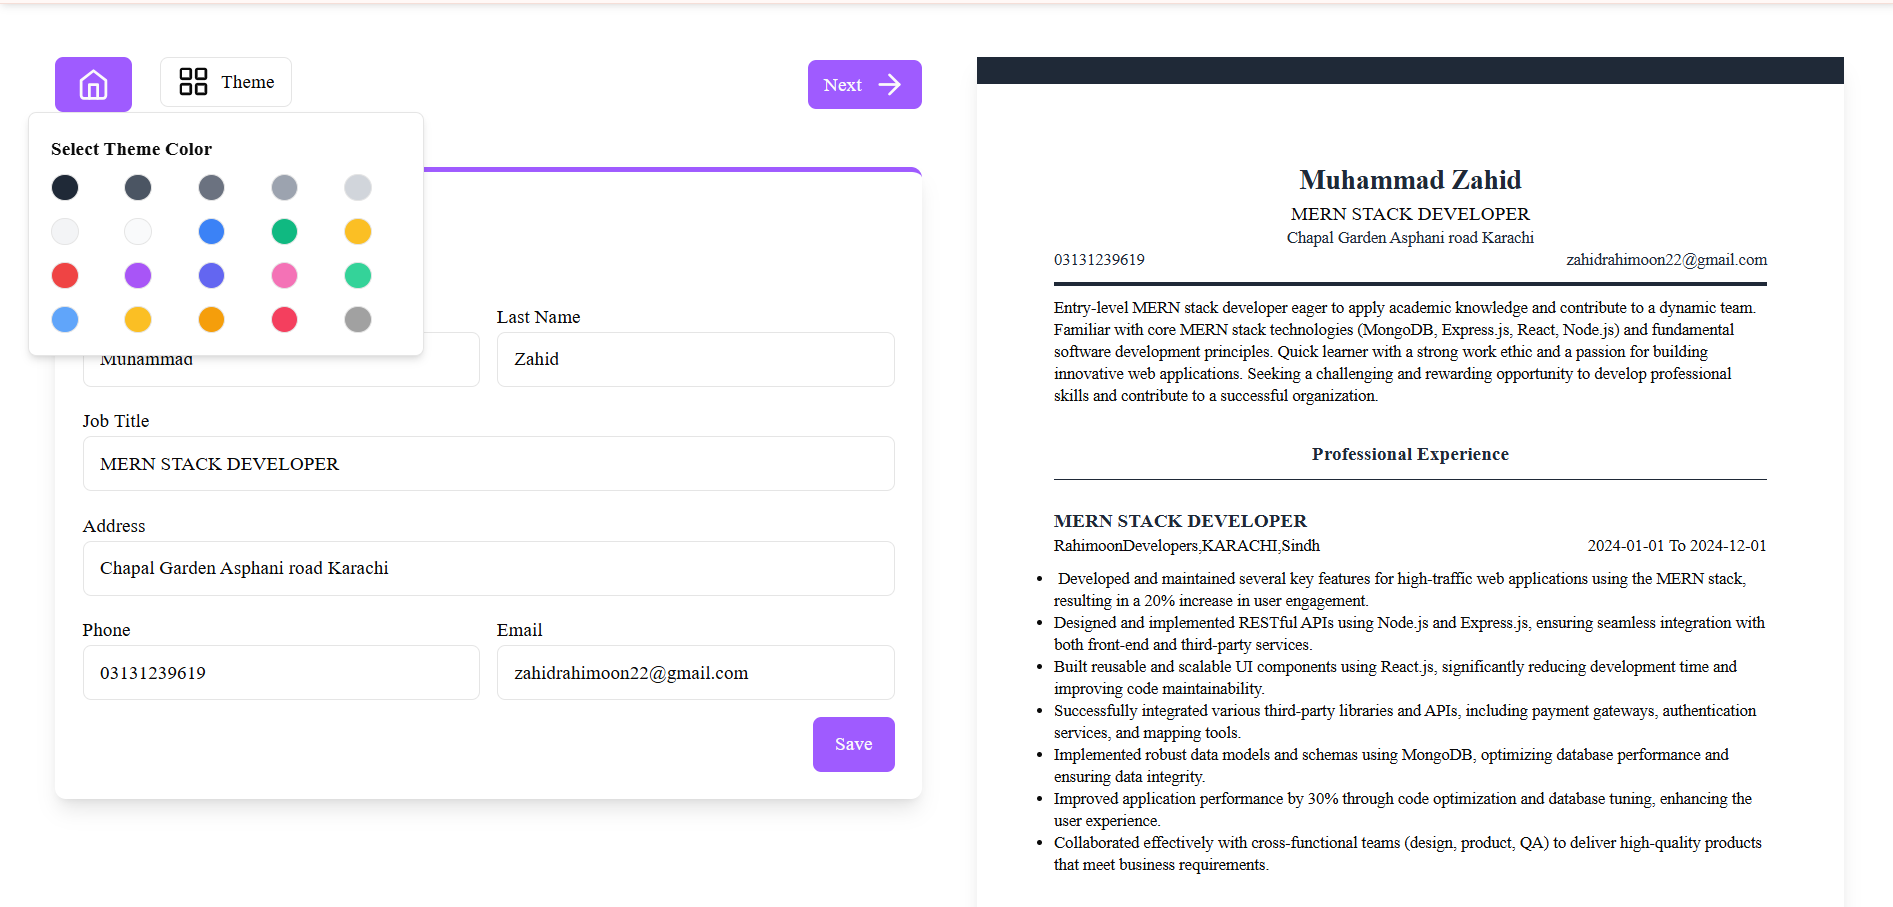 Theme
Next
Select Theme Color
Muhammad
Last Name
Zahid
Job Title
MERN STACK DEVELOPER
Address
Chapal Garden Asphani road Karachi
Phone
Email
03131239619
zahidrahimoon22@gmail.com
Save
Muhammad Zahid
MERN STACK DEVELOPER
Chapal Garden Asphani road Karachi
03131239619
zahidrahimoon22@gmail.com
Entry-level MERN stack developer eager to apply academic knowledge and contribute to a dynamic team.
Familiar with core MERN stack technologies (MongoDB, Express.js, React, Node.js) and fundamental
software development principles. Quick learner with a strong work ethic and a passion for building
innovative web applications. Seeking a challenging and rewarding opportunity to develop professional
skills and contribute to a successful organization.
Professional Experience
MERN STACK DEVELOPER
RahimoonDevelopers,KARACHI,Sindh
2024-01-01 To 2024-12-01
• Developed and maintained several key features for high-traffic web applications using the MERN stack,
resulting in a 20% increase in user engagement.
• Designed and implemented RESTful APIs using Node.js and Express.js, ensuring seamless integration with
both front-end and third-party services.
• Built reusable and scalable UI components using React.js, significantly reducing development time and
improving code maintainability.
• Successfully integrated various third-party libraries and APIs, including payment gateways, authentication
services, and mapping tools.
• Implemented robust data models and schemas using MongoDB, optimizing database performance and
ensuring data integrity.
• Improved application performance by 30% through code optimization and database tuning, enhancing the
user experience.
• Collaborated effectively with cross-functional teams (design, product, QA) to deliver high-quality products
that meet business requirements.